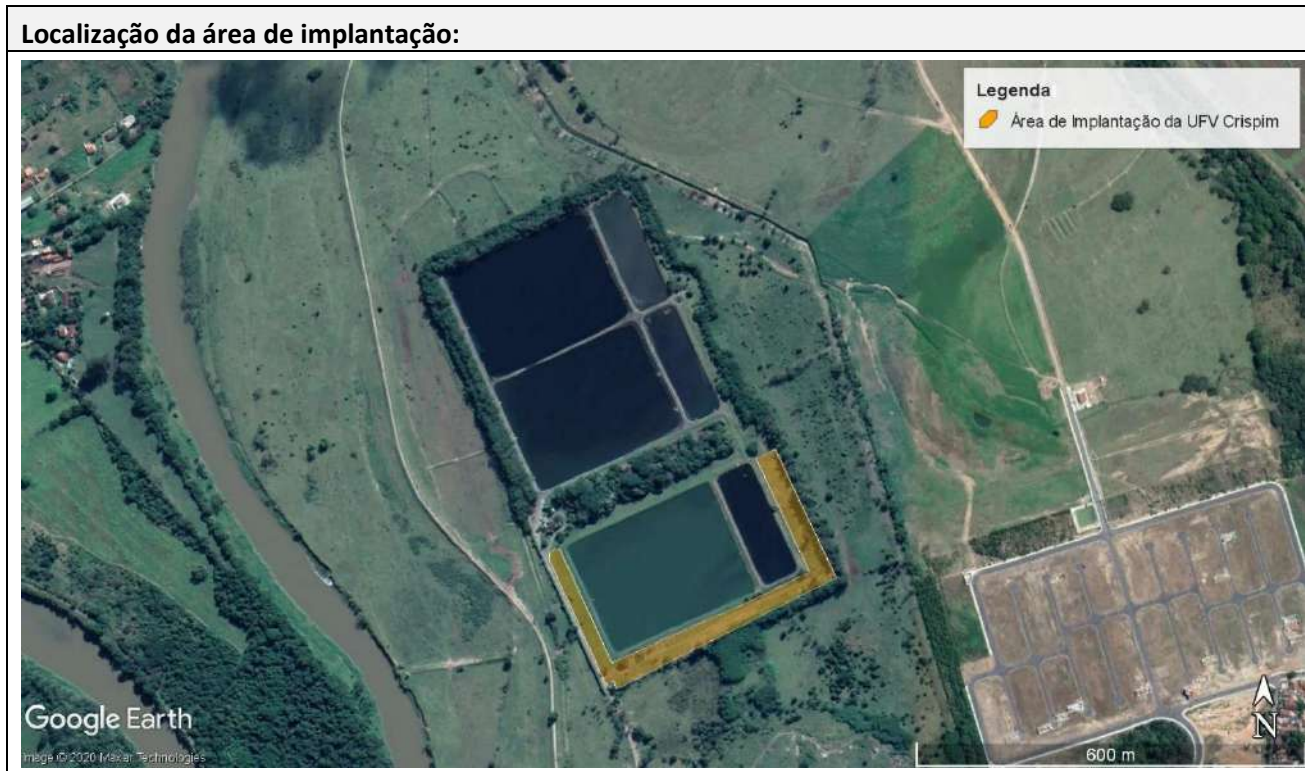 Localização da área de implantação:
Legenda
Área de Implantação da UFV Crispim
Google Earth
Image © 2020 Maxar Technologies
N
600 m